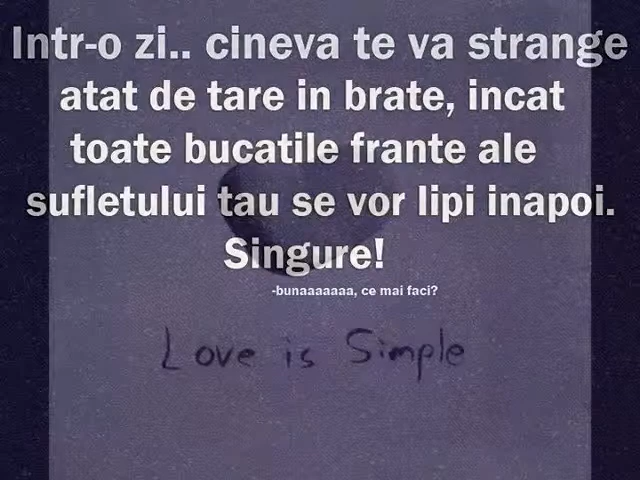 Intr-o zi.. cineva te va strange
atat de tare in brate, incat
toate bucatile frante ale
sufletului tau se vor lipi inapoi.
Singure!
-bunaaaaaaa, ce mai faci?
Love is Simple